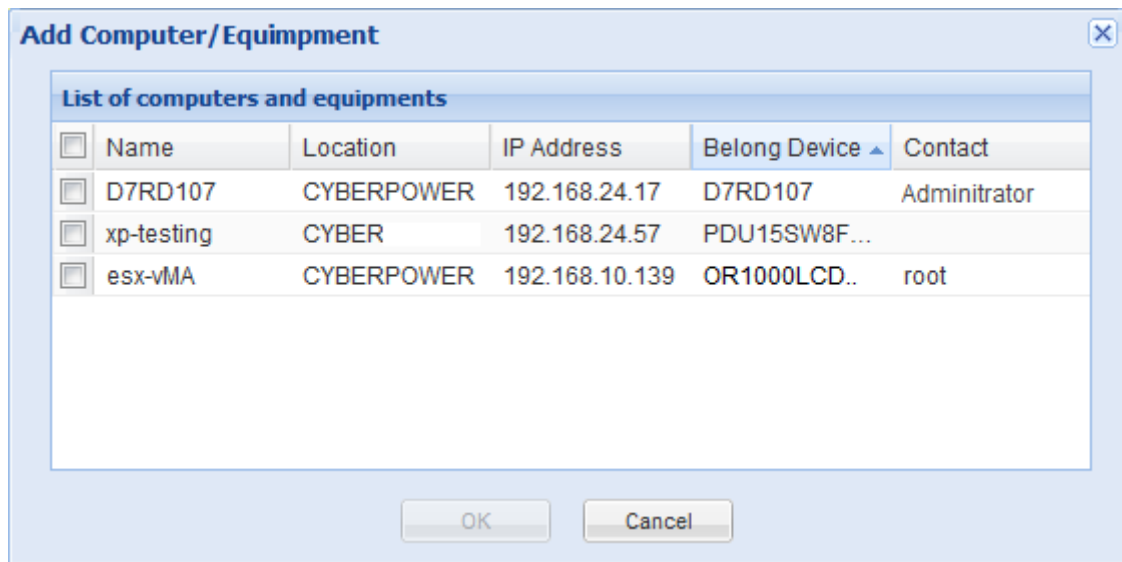 Add Computer/Equimpment
List of computers and equipments
Name Location IP Address Belong Device Contact
D7RD107 CYBERPOWER 192.168.24.17 D7RD107 Adminitrator
xp-testing CYBER 192.168.24.57 PDU15SW8F...
esx-vMA CYBERPOWER 192.168.10.139 OR1000LCD.. root
OK Cancel